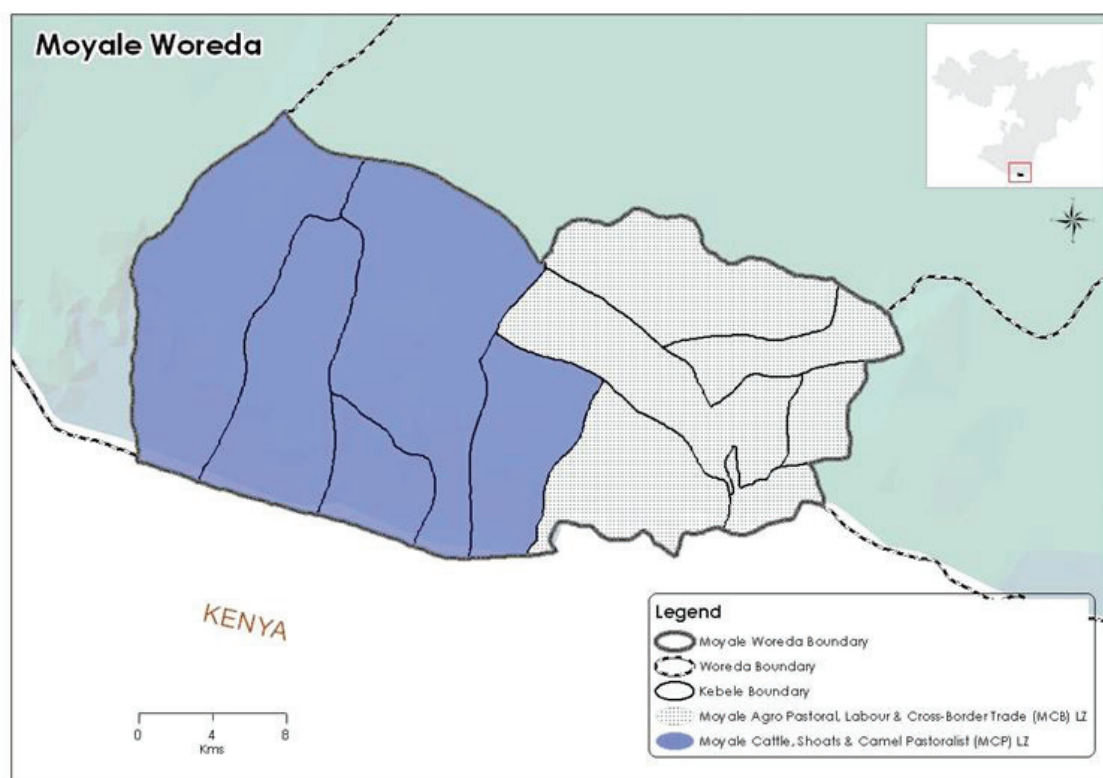 Moyale Woreda
KENYA
0 4 8
Kms
Legend
Moyale Woreda Boundary
Woreda Boundary
Kebele Boundary
Moyale Agro Pastoral, Labour & Cross-Border Trade (MCB) LZ
Moyale Cattle, Shoats & Camel Pastoralist (MCP) LZ